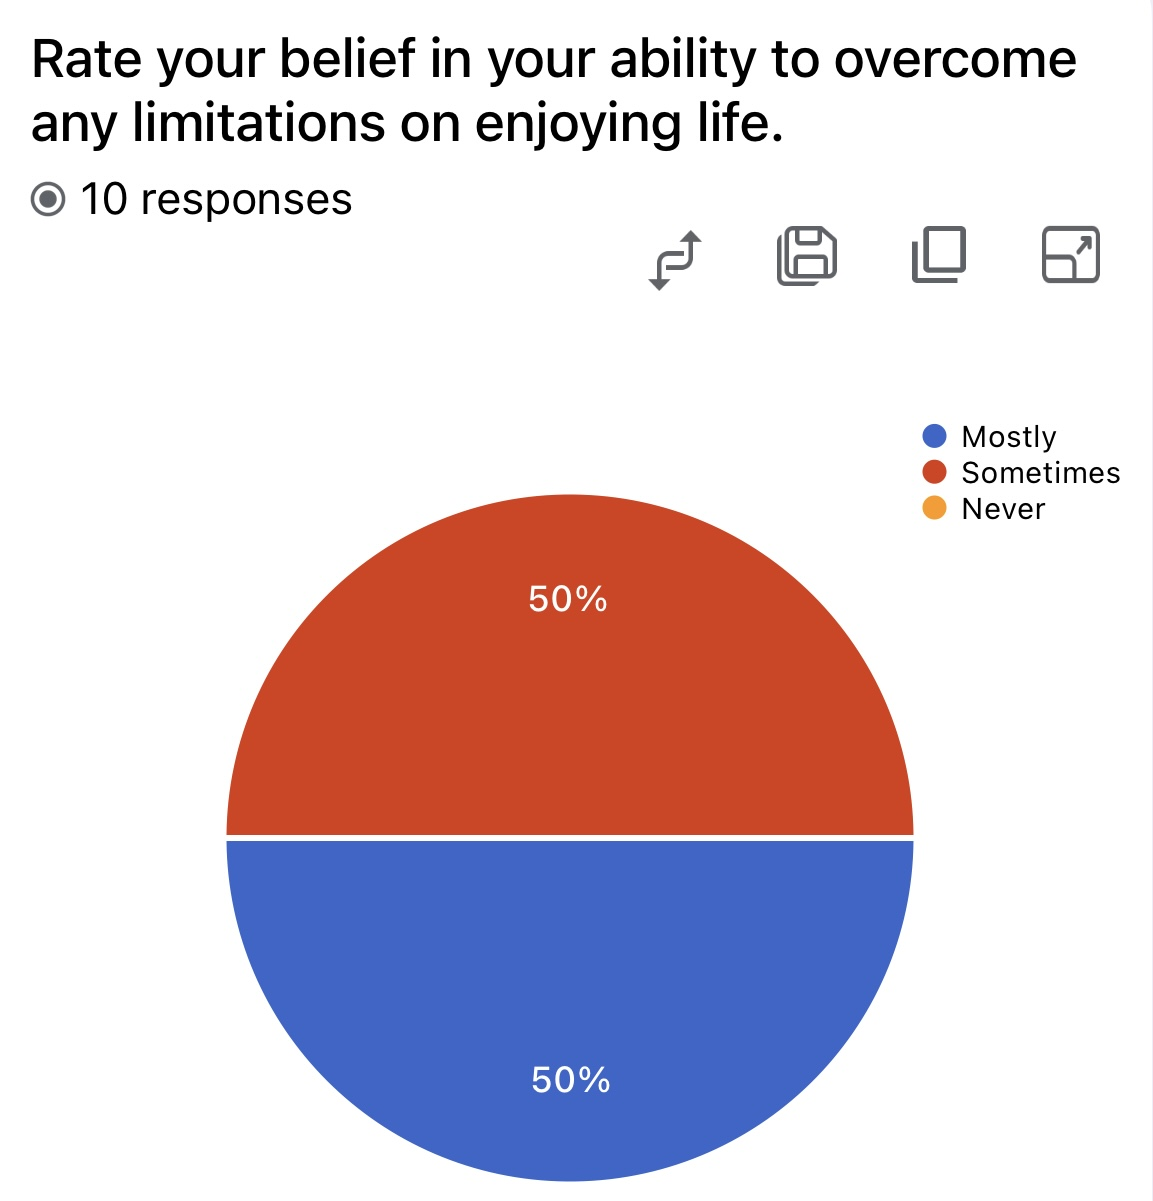 Rate your belief in your ability to overcome
any limitations on enjoying life.
10 responses
Mostly
Sometimes
Never
50%
50%